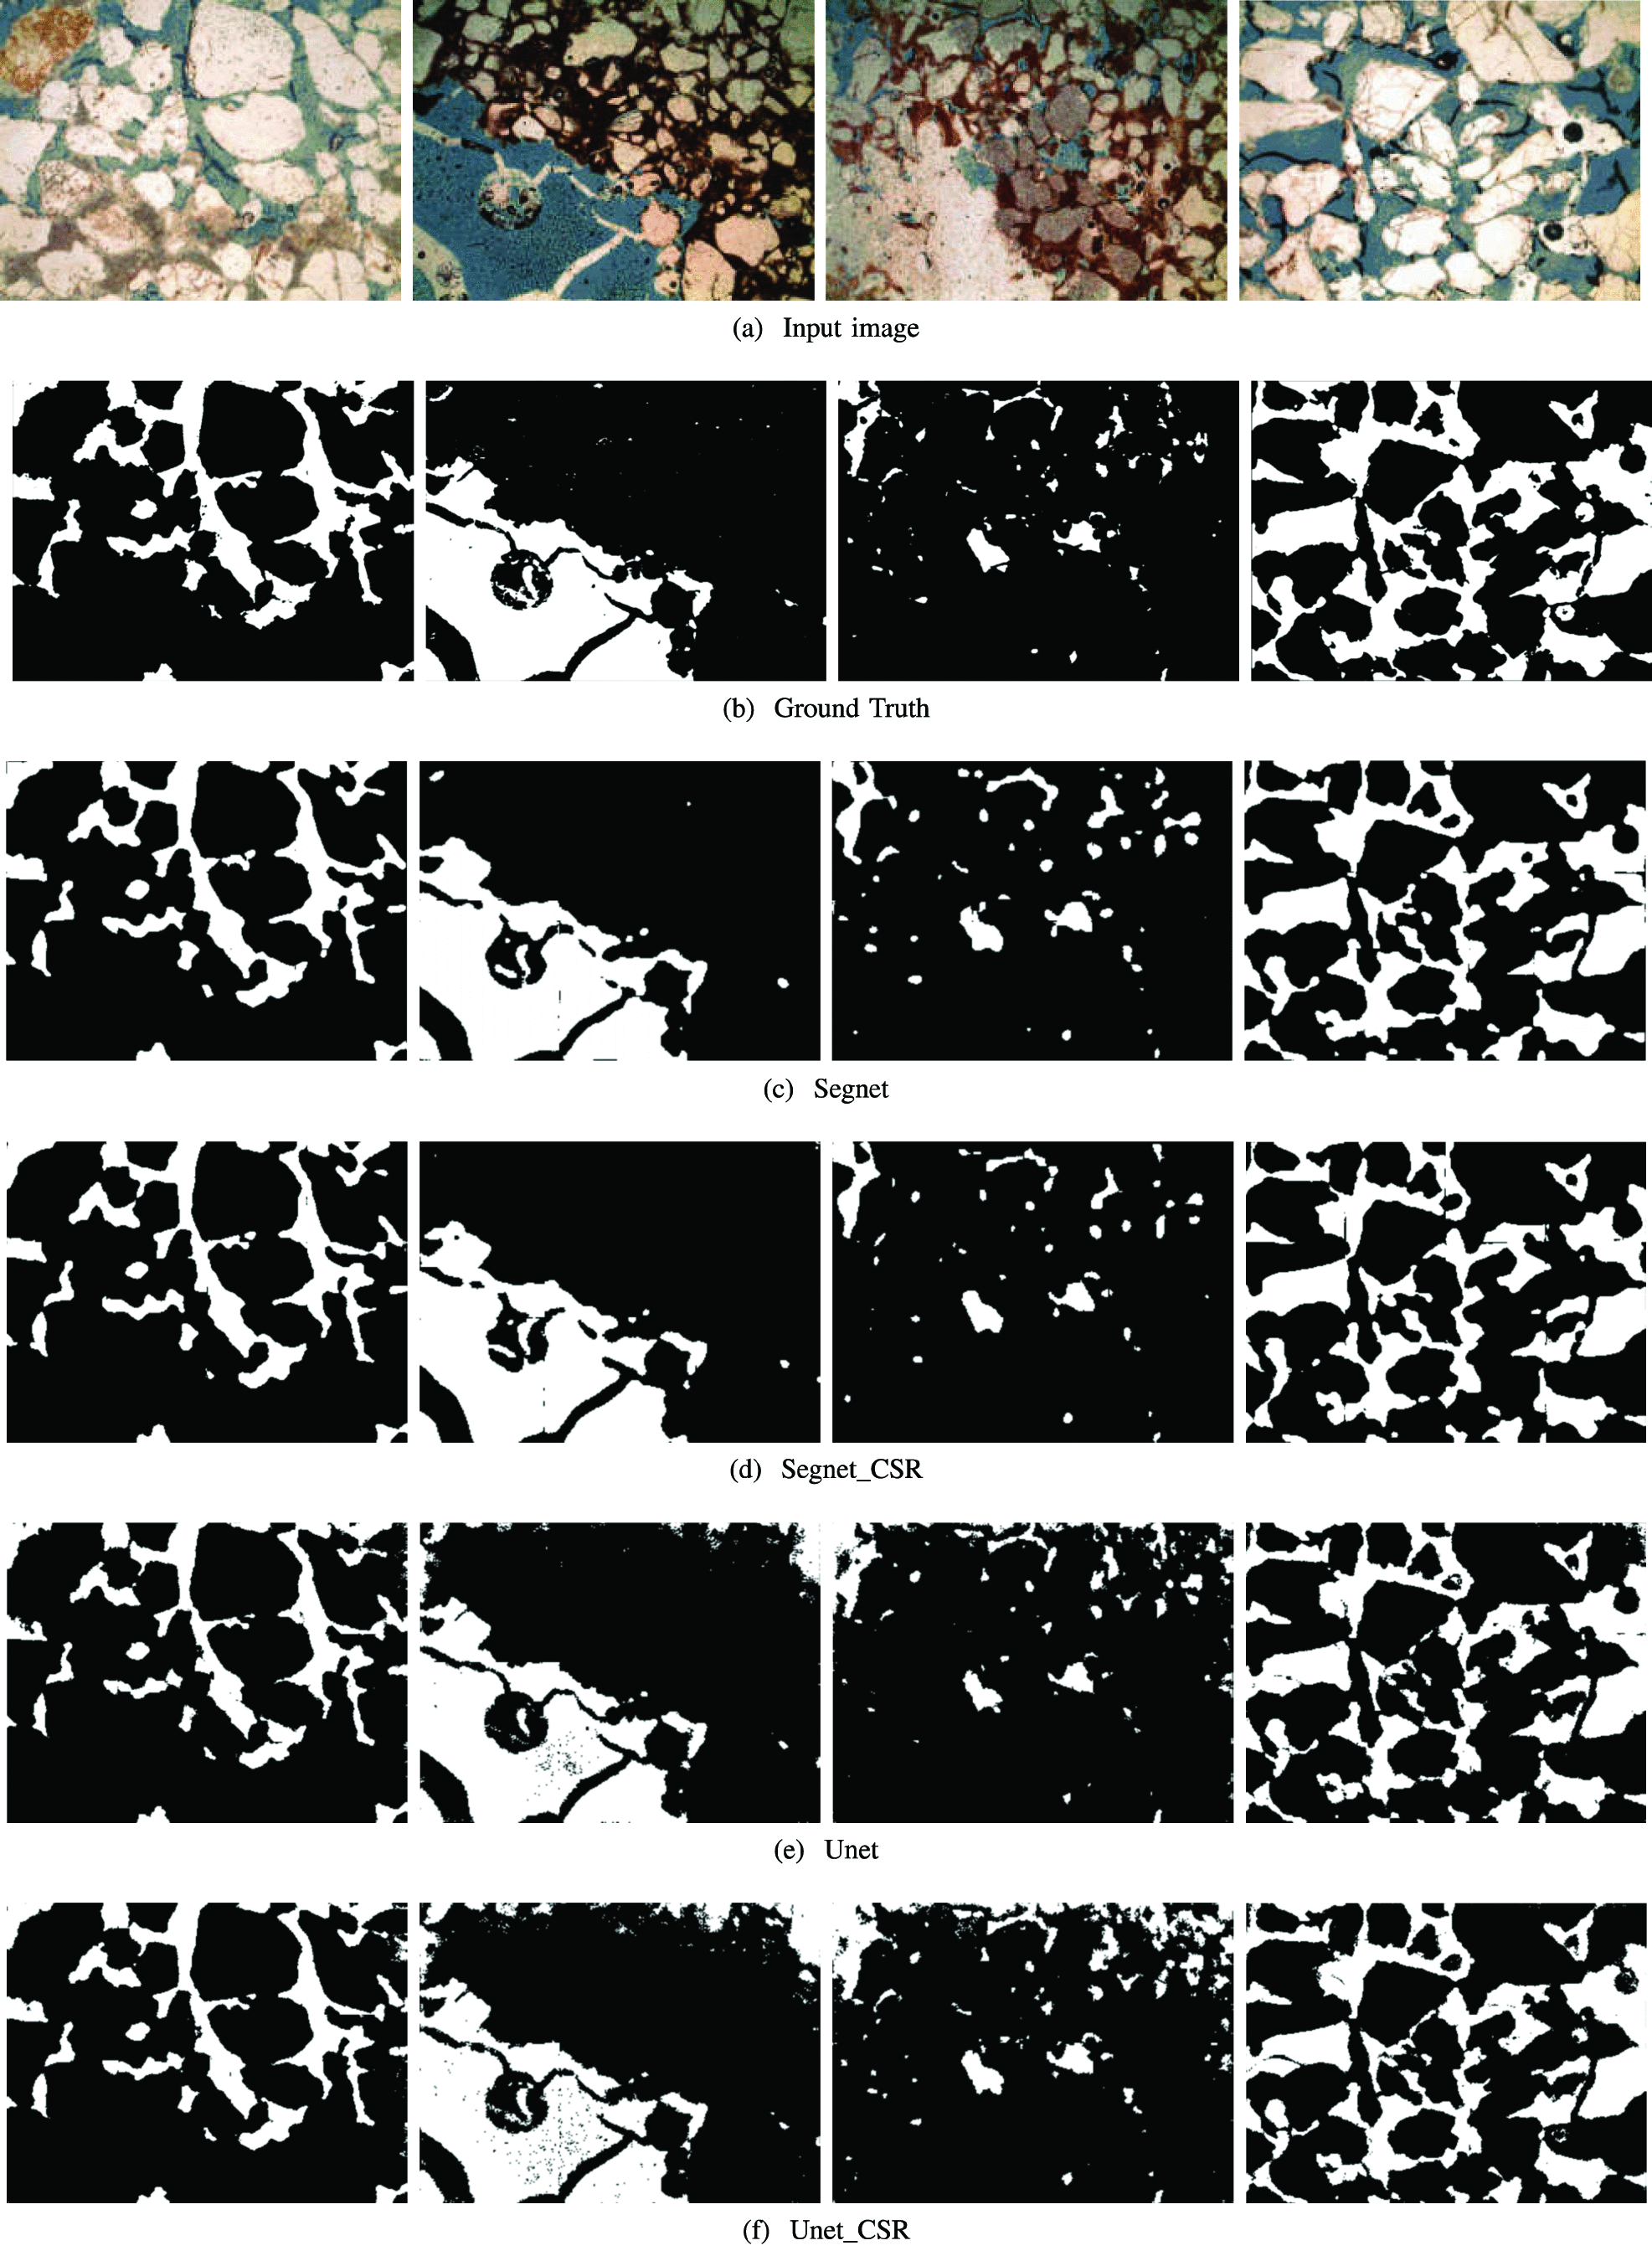 (a) Input image
(b) Ground Truth
(c) Segnet
(d) Segnet_CSR
(e) Unet
(f) Unet_CSR